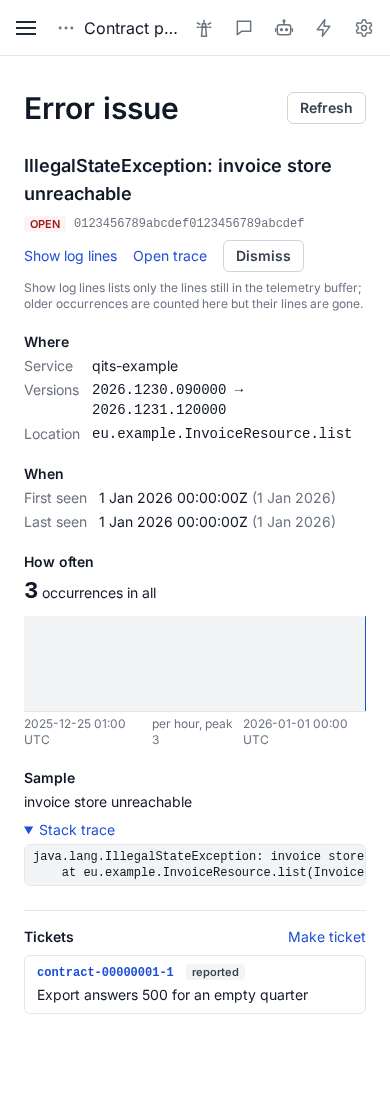 Contract p...
Error issue
Refresh
IllegalStateException: invoice store
unreachable
OPEN 0123456789abcdef0123456789abcdef
Show log lines Open trace Dismiss
Show log lines lists only the lines still in the telemetry buffer;
older occurrences are counted here but their lines are gone.
Where
Service qits-example
Versions 2026.1230.090000 →
2026.1231.120000
Location eu.example.InvoiceResource.list
When
First seen 1 Jan 2026 00:00:00Z (1 Jan 2026)
Last seen 1 Jan 2026 00:00:00Z (1 Jan 2026)
How often
3 occurrences in all
2025-12-25 01:00 per hour, peak 2026-01-01 00:00
UTC 3 UTC
Sample
invoice store unreachable
▼ Stack trace
java.lang.IllegalStateException: invoice store
at eu.example.InvoiceResource.list(Invoice
Tickets Make ticket
contract-00000001-1 reported
Export answers 500 for an empty quarter